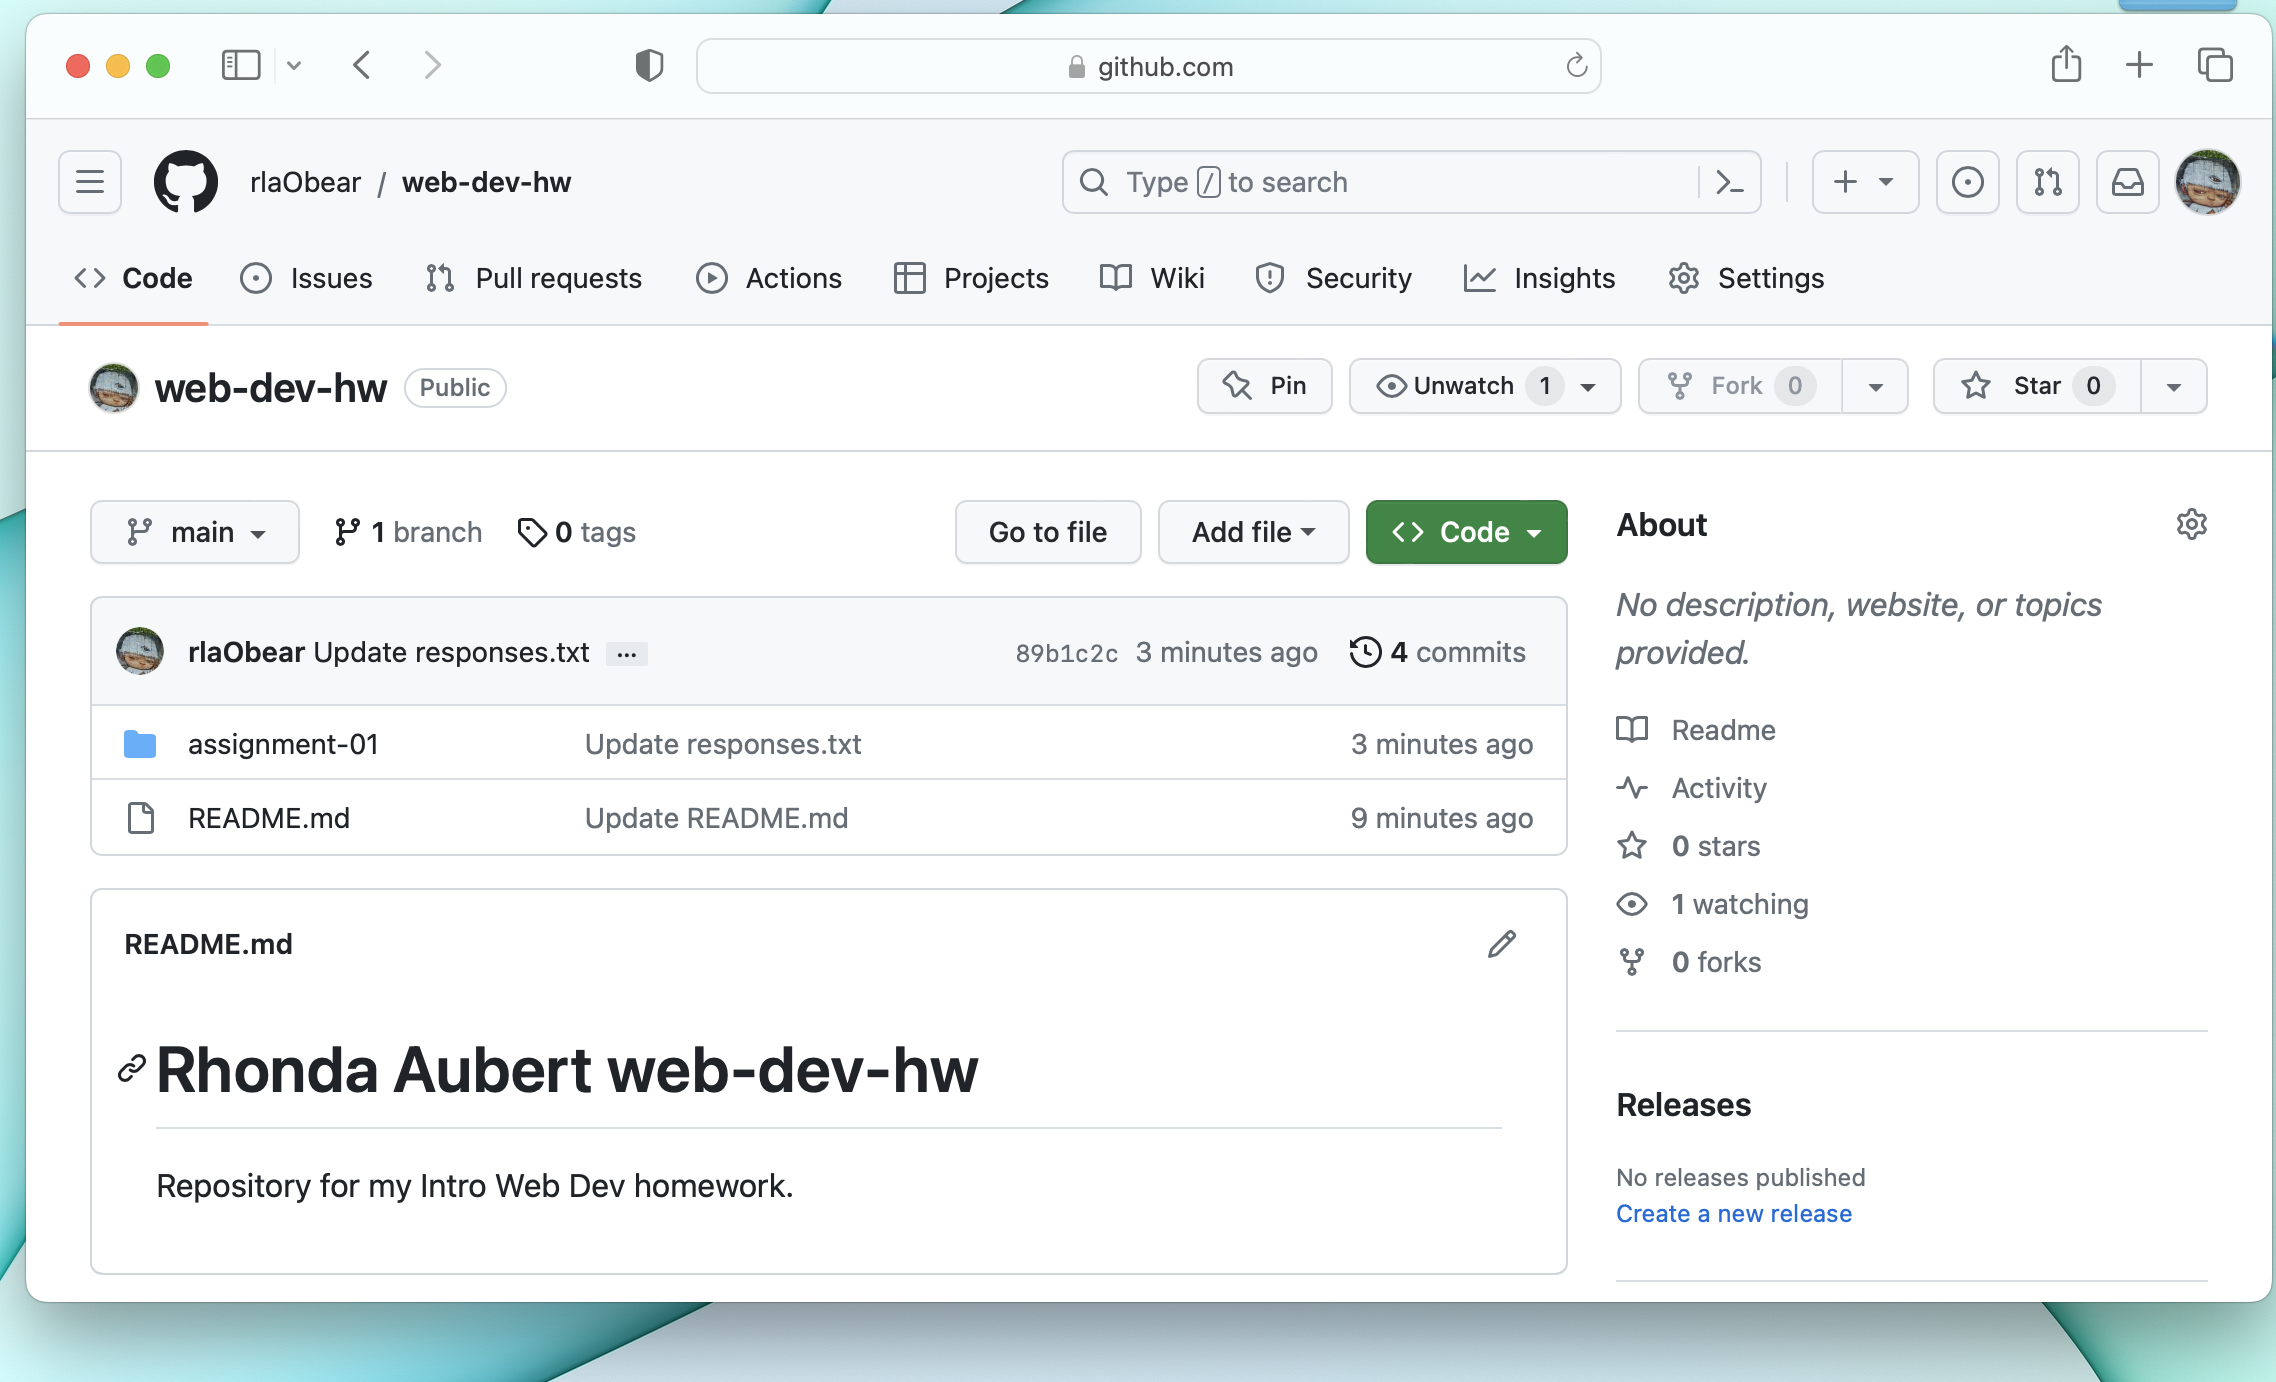 github.com
rlaObear / web-dev-hw
Type / to search
Code Issues Pull requests Actions Projects Wiki Security Insights Settings
web-dev-hw Public
Pin Unwatch 1 Fork 0 Star 0
main 1 branch 0 tags Go to file Add file Code
rlaObear Update responses.txt ... 89b1c2c 3 minutes ago 4 commits
assignment-01 Update responses.txt 3 minutes ago
README.md Update README.md 9 minutes ago
README.md
Rhonda Aubert web-dev-hw
Repository for my Intro Web Dev homework.
About
No description, website, or topics
provided.
Readme
Activity
0 stars
1 watching
0 forks
Releases
No releases published
Create a new release